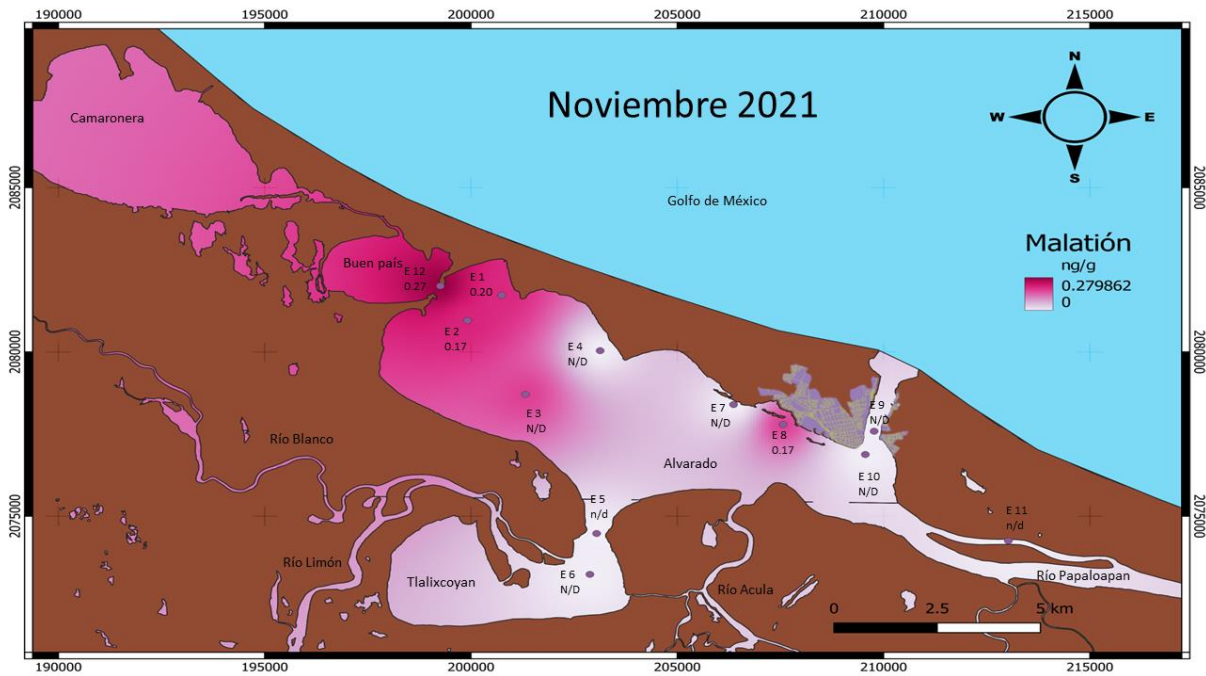 190000 195000 200000 205000 210000 215000
Noviembre 2021
N
W E
S
Camaronera
2085000 2085000
Golfo de México
Malatión
ng/g
0.279862
0
Buen país
E 12
0.27
E 1
0.20
E 2
0.17
2080000 2080000
E 4
N/D
E 3
N/D
E 7
N/D
E 8
0.17
E 9
N/D
Río Blanco
Alvarado
E 10
N/D
E 5
n/d
E 11
n/d
2075000 2075000
Río Limón
Tlalixcoyan
E 6
N/D
Río Acula
Río Papaloapan
0 2.5 5 km
190000 195000 200000 205000 210000 215000